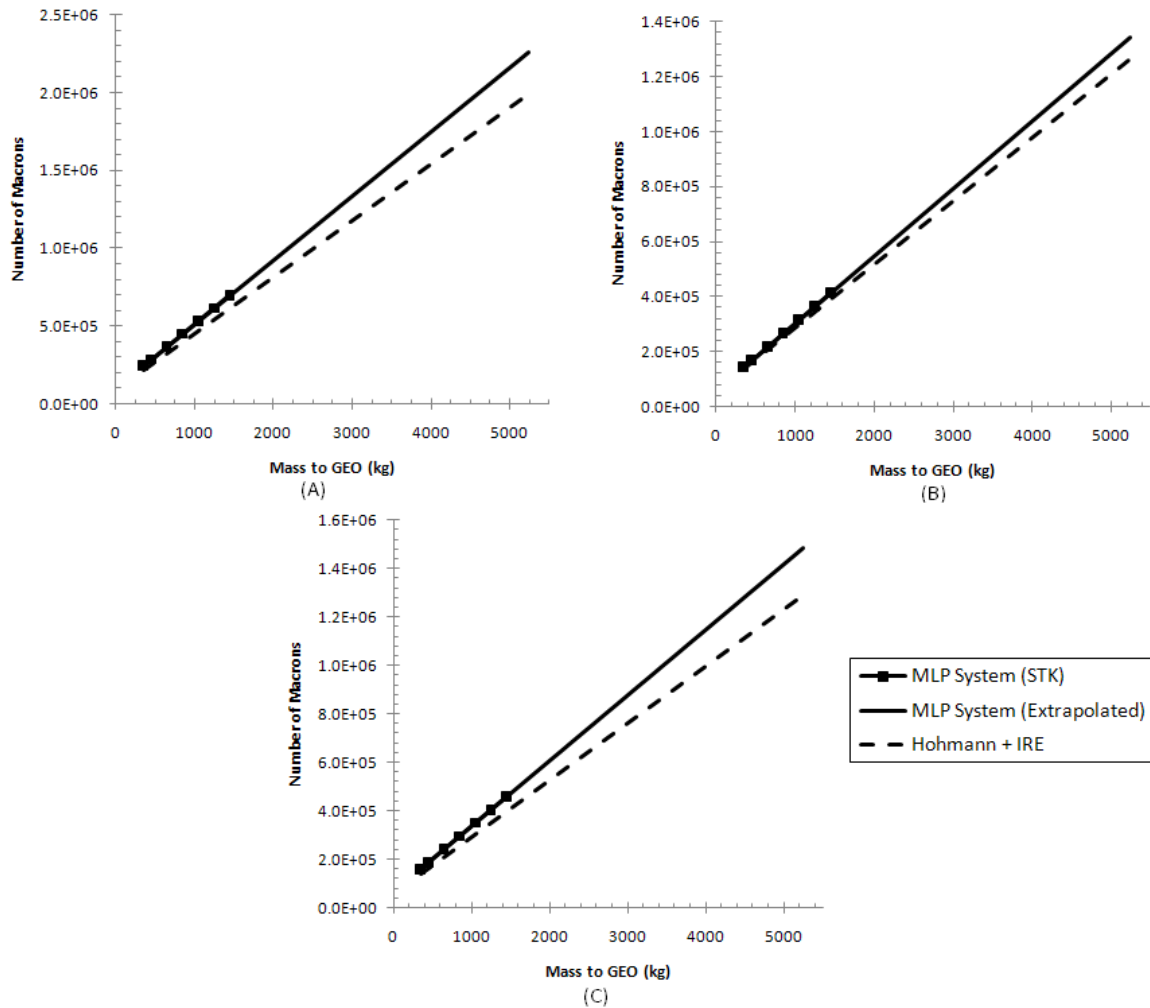 2.5E+06
2.0E+06
1.5E+06
1.0E+06
5.0E+05
0.0E+00
Number of Macrons
0 1000 2000 3000 4000 5000
Mass to GEO (kg)
(A)
1.4E+06
1.2E+06
1.0E+06
8.0E+05
6.0E+05
4.0E+05
2.0E+05
0.0E+00
Number of Macrons
0 1000 2000 3000 4000 5000
Mass to GEO (kg)
(B)
1.6E+06
1.4E+06
1.2E+06
1.0E+06
8.0E+05
6.0E+05
4.0E+05
2.0E+05
0.0E+00
Number of Macrons
0 1000 2000 3000 4000 5000
Mass to GEO (kg)
(C)
MLP System (STK)
MLP System (Extrapolated)
Hohmann + IRE